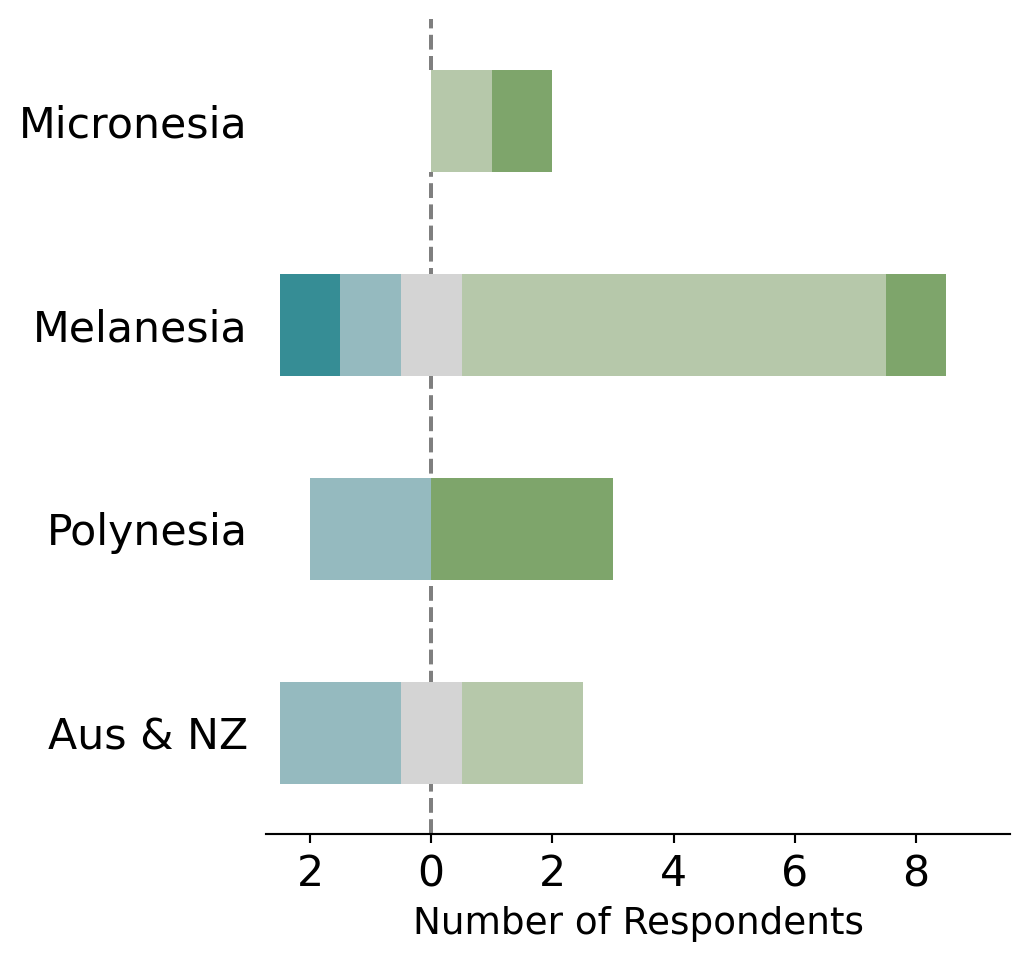 Micronesia
Melanesia
Polynesia
Aus & NZ
2 0 2 4 6 8
Number of Respondents